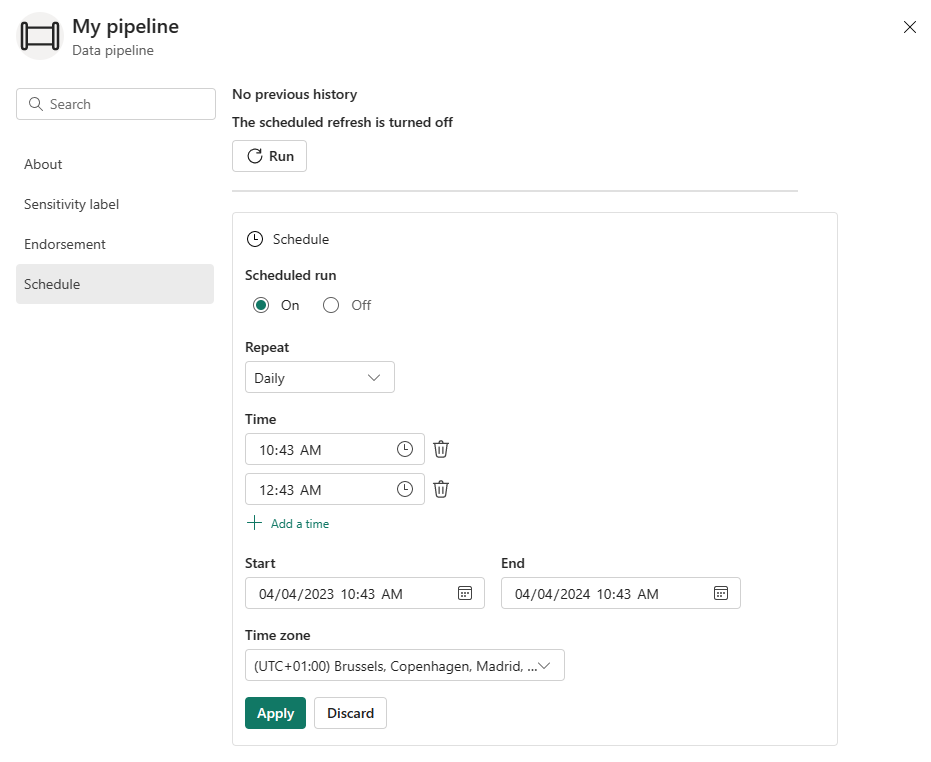 My pipeline
Data pipeline
Search
About
Sensitivity label
Endorsement
Schedule
No previous history
The scheduled refresh is turned off
Run
Schedule
Scheduled run
On Off
Repeat
Daily
Time
10:43 AM
12:43 AM
Add a time
Start End
04/04/2023 10:43 AM 04/04/2024 10:43 AM
Time zone
(UTC+01:00) Brussels, Copenhagen, Madrid, ...
Apply Discard